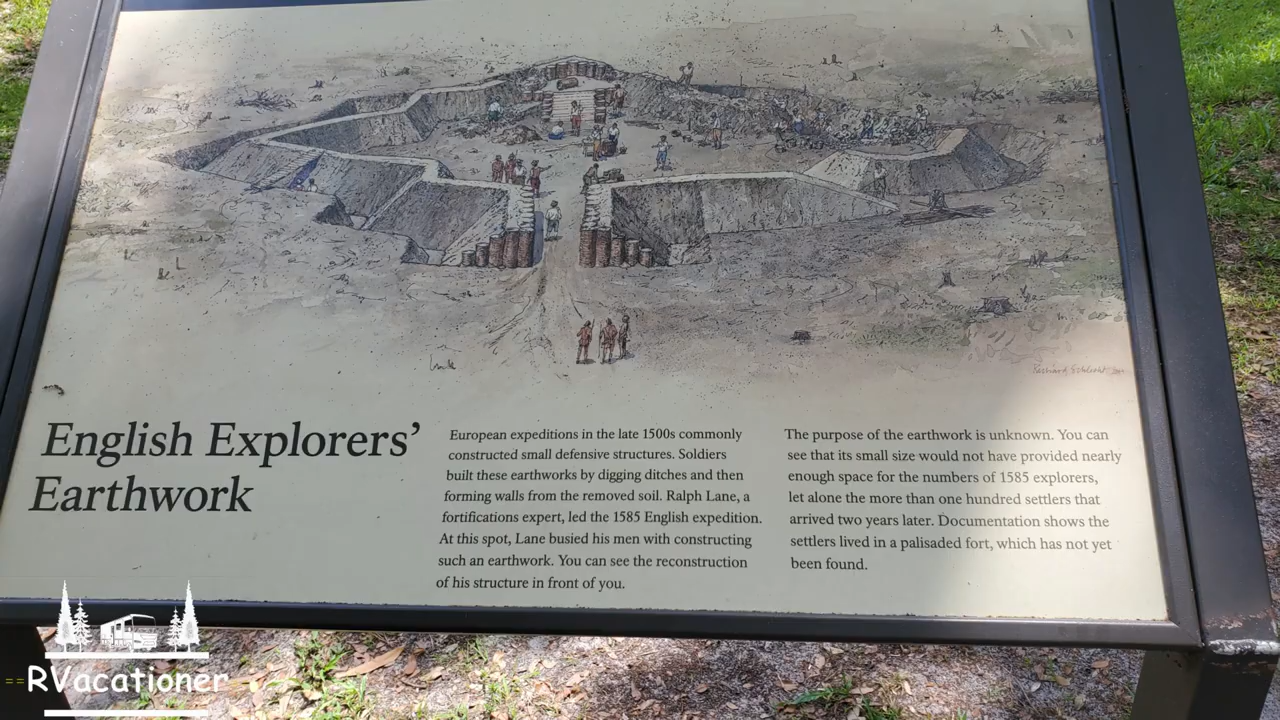 English Explorers’
Earthwork
European expeditions in the late 1500s commonly
constructed small defensive structures. Soldiers
built these earthworks by digging ditches and then
forming walls from the removed soil. Ralph Lane, a
fortifications expert, led the 1585 English expedition.
At this spot, Lane busied his men with constructing
such an earthwork. You can see the reconstruction
of his structure in front of you.
The purpose of the earthwork is unknown. You can
see that its small size would not have provided nearly
enough space for the numbers of 1585 explorers,
let alone the more than one hundred settlers that
arrived two years later. Documentation shows the
settlers lived in a palisaded fort, which has not yet
been found.
RVacationer